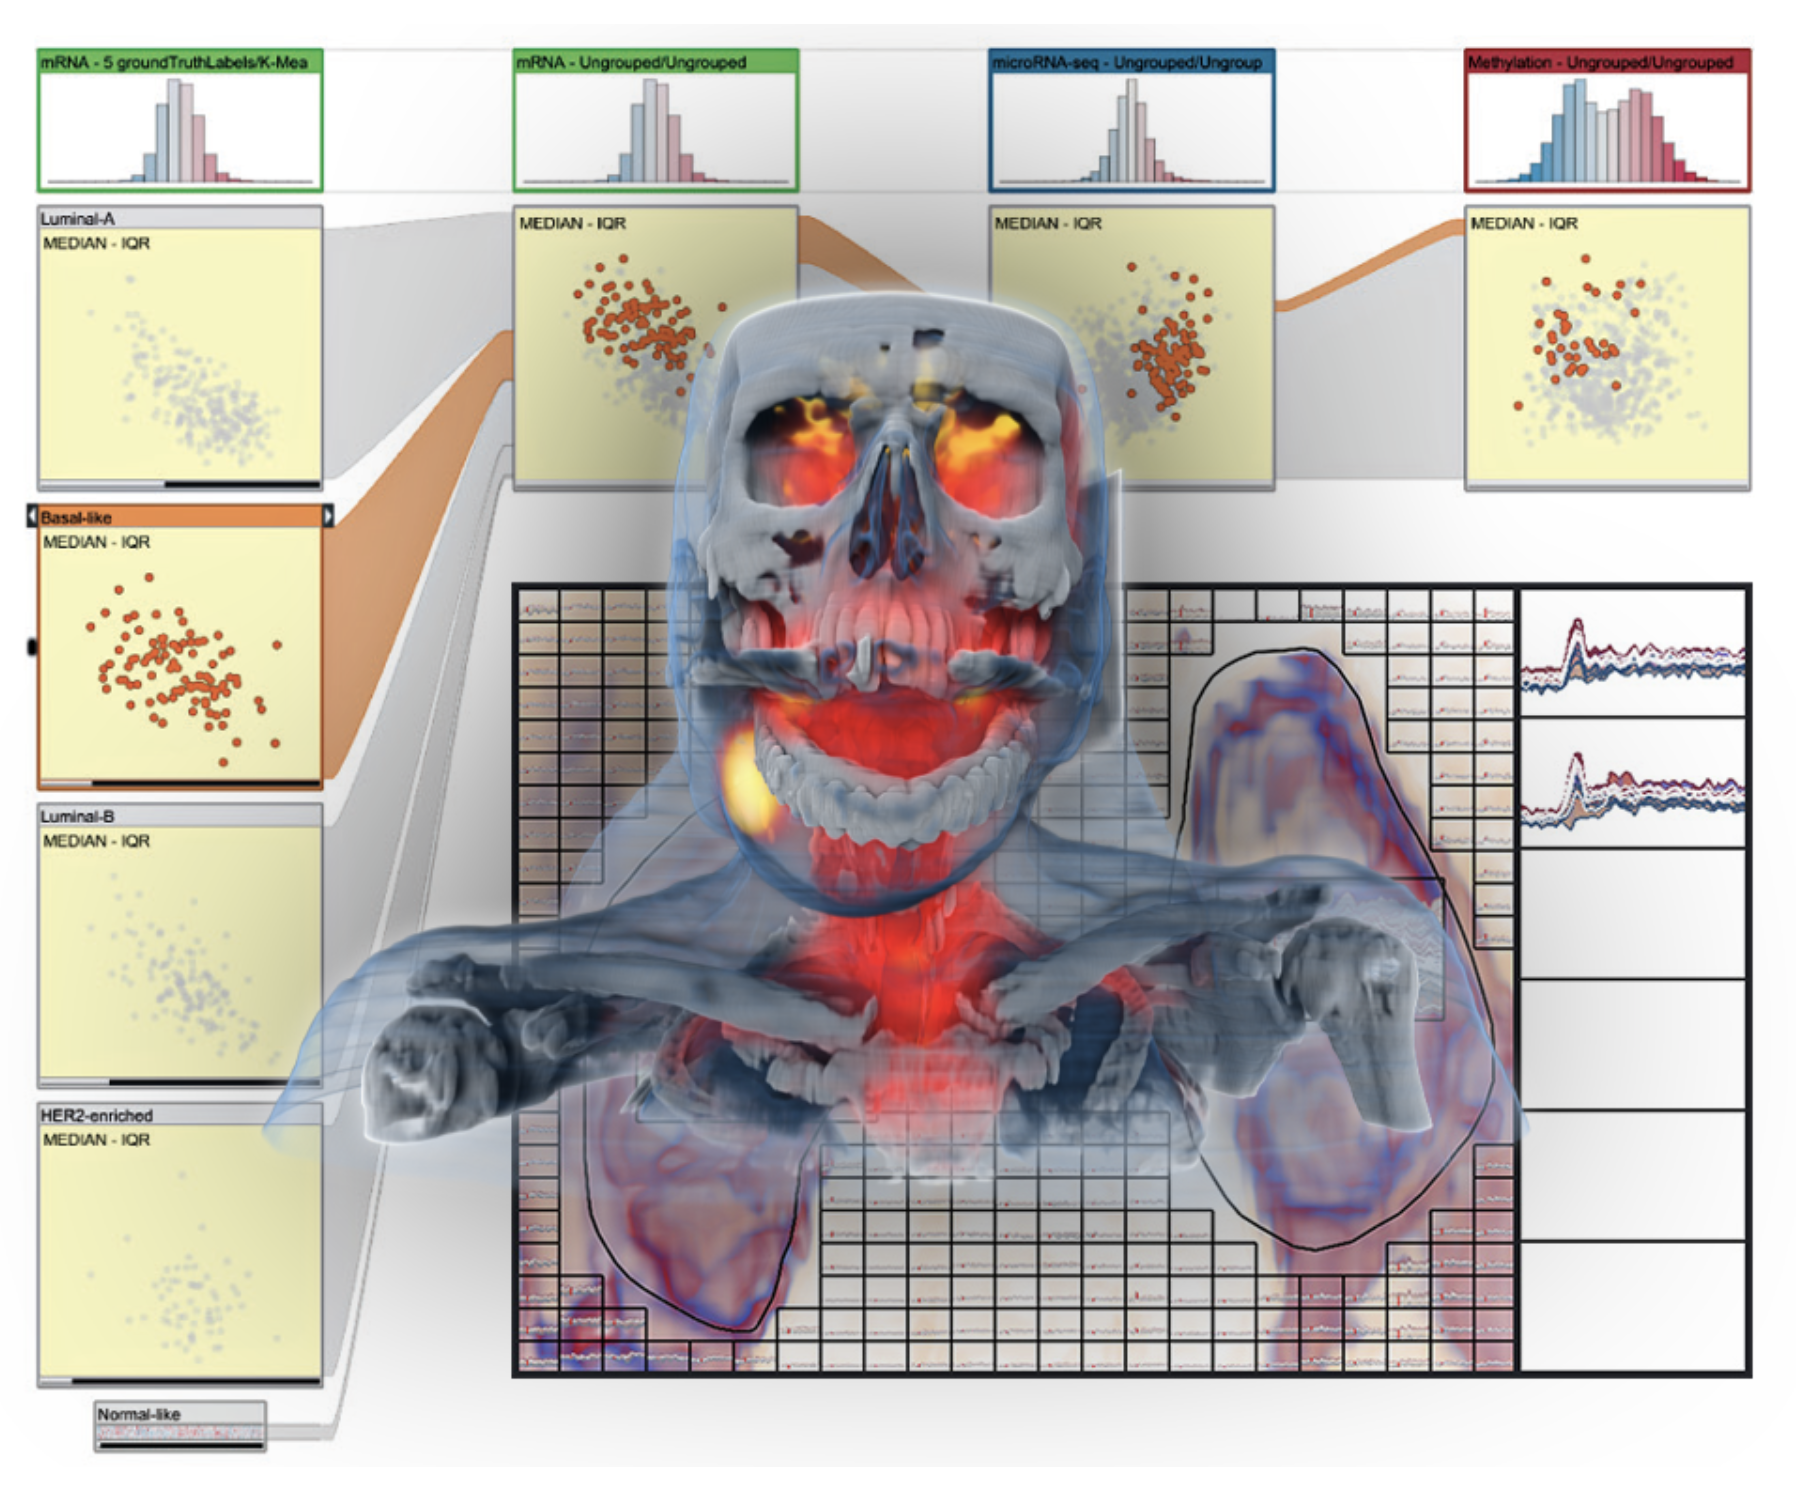 mRNA - 5 groundTruthLabels/K-Mea
mRNA - Ungrouped/Ungrouped
microRNA-seq - Ungrouped/Ungroup
Methylation - Ungrouped/Ungrouped
Luminal-A
MEDIAN - IQR
MEDIAN - IQR
MEDIAN - IQR
MEDIAN - IQR
Basal-like
MEDIAN - IQR
Luminal-B
MEDIAN - IQR
HER2-enriched
MEDIAN - IQR
Normal-like